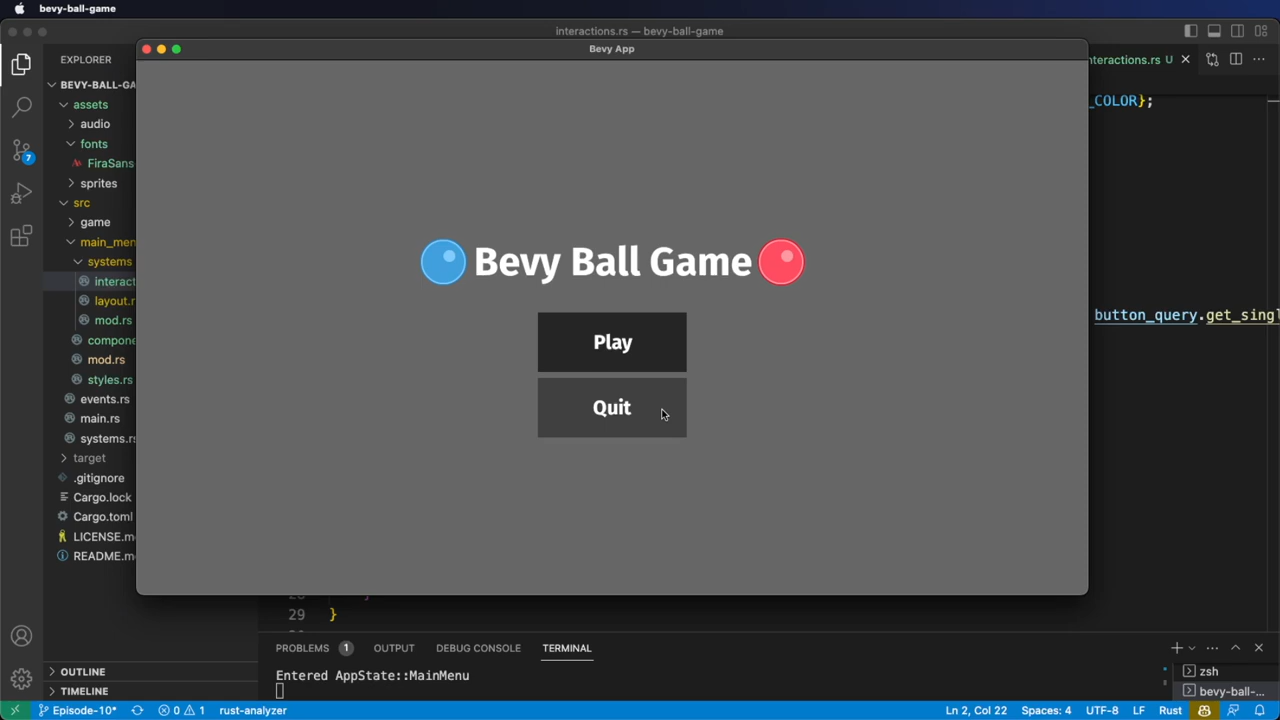 bevy-ball-game
interactions.rs — bevy-ball-game
Bevy App
EXPLORER
nteractions.rs U
BEVY-BALL-GA
_COLOR};
assets
audio
fonts
FiraSans
sprites
src
game
main_men
systems
interact
layout.r
mod.rs
compone
mod.rs
styles.rs
events.rs
main.rs
systems.rs
target
.gitignore
Cargo.lock
Cargo.toml
LICENSE.m
README.m
7
Bevy Ball Game
Play
Quit
button_query.get_singl
29 }
PROBLEMS 1 OUTPUT DEBUG CONSOLE TERMINAL
Entered AppState::MainMenu
zsh
bevy-ball-...
OUTLINE
TIMELINE
Episode-10* 0 1 rust-analyzer Ln 2, Col 22 Spaces: 4 UTF-8 LF Rust